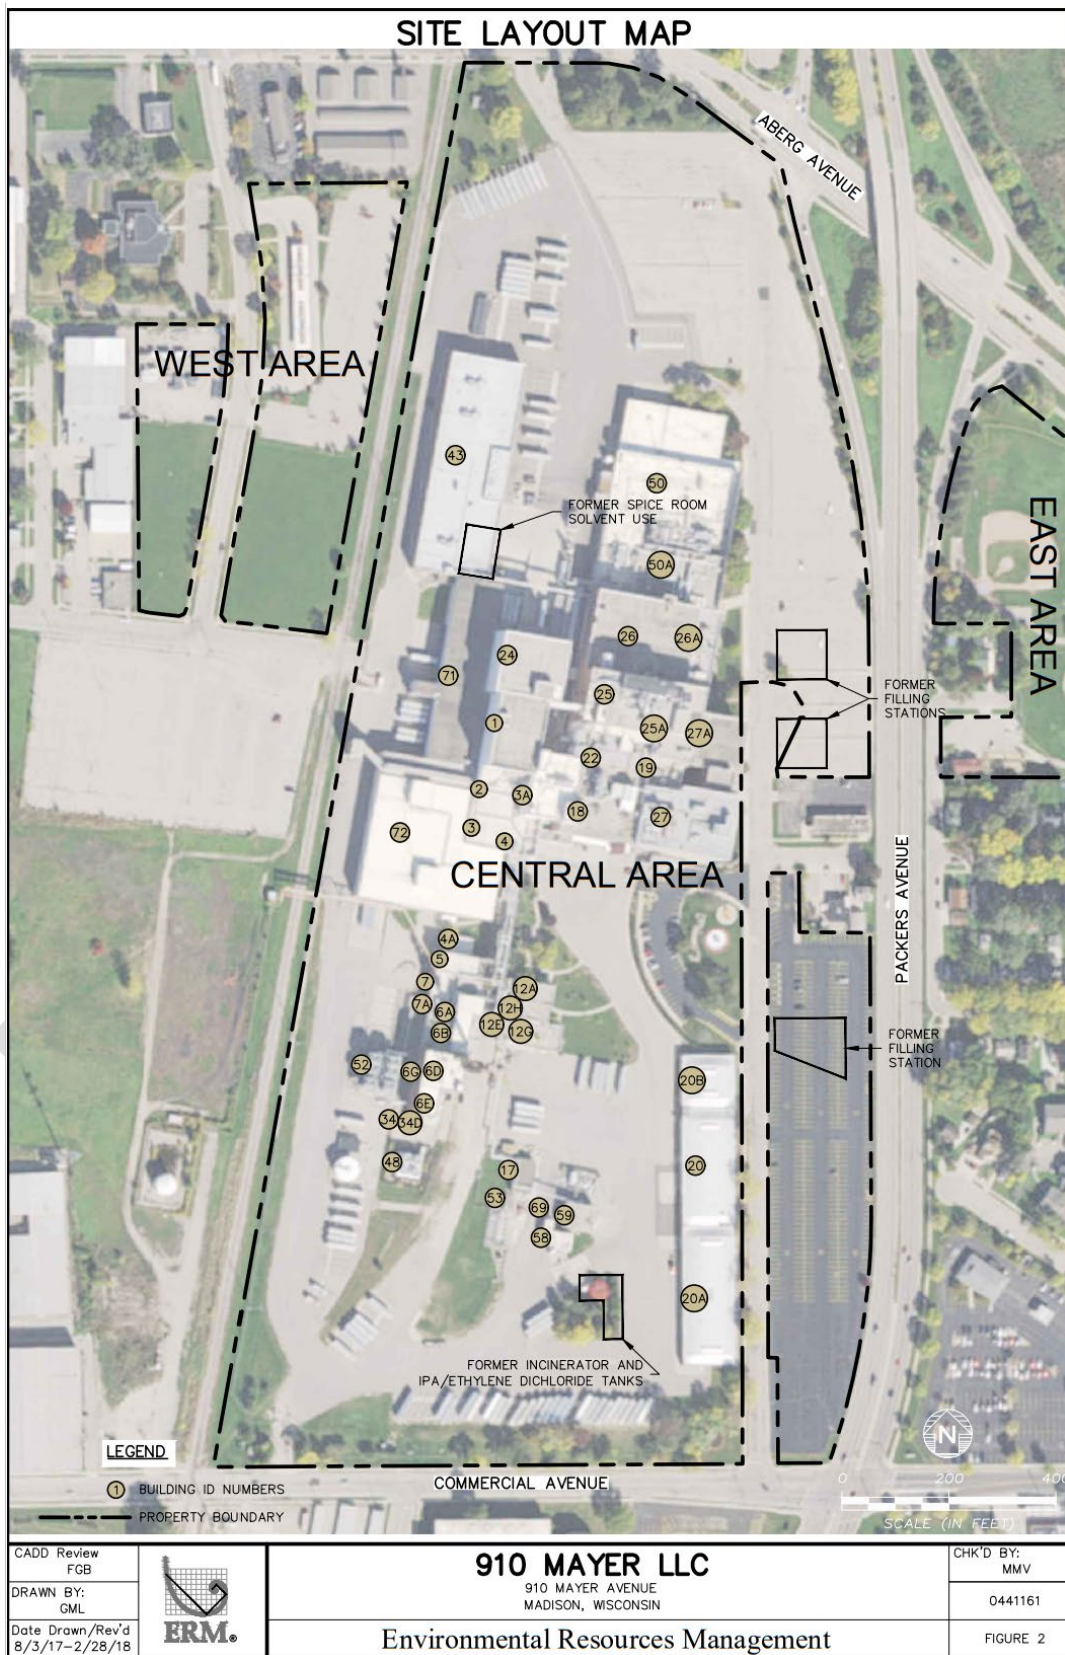 SITE LAYOUT MAP
ABERG AVENUE
WEST AREA
43
50
FORMER SPICE ROOM
SOLVENT USE
50A
EAST AREA
26
26A
24
71
25
FORMER
FILLING
STATIONS
1
25A
27A
22
19
2
3A
18
27
3
72
4
CENTRAL AREA
PACKERS AVENUE
4A
5
7
12A
7A
12H
6A
12E
12G
6B
FORMER
FILLING
STATION
52
6G
6D
20B
6E
34
34D
48
17
20
53
69
59
58
20A
FORMER INCINERATOR AND
IPA/ETHYLENE DICHLORIDE TANKS
N
LEGEND
1 BUILDING ID NUMBERS
PROPERTY BOUNDARY
COMMERCIAL AVENUE
0 200 400
SCALE (IN FEET)
CADD Review
FGB
DRAWN BY:
GML
Date Drawn/Rev'd
8/3/17-2/28/18
ERM®
910 MAYER LLC
910 MAYER AVENUE
MADISON, WISCONSIN
Environmental Resources Management
CHK'D BY:
MMV
0441161
FIGURE 2